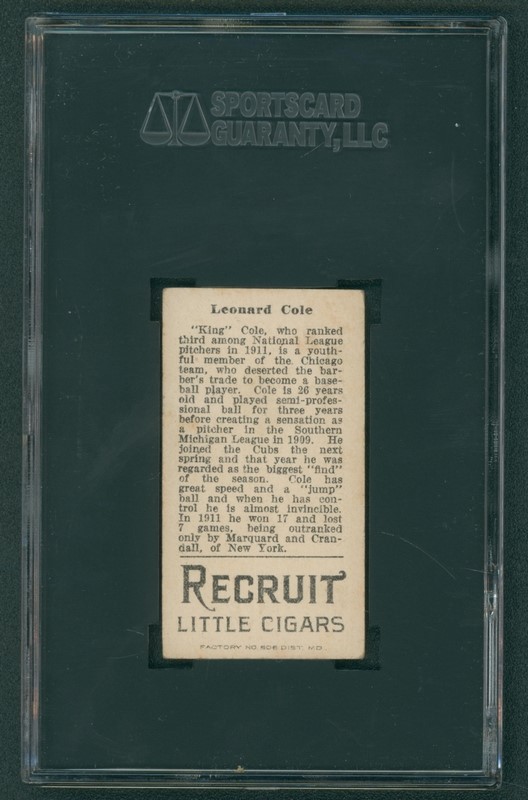 SPORTSCARD
GUARANTY, LLC
Leonard Cole
"King" Cole, who ranked
third among National League
pitchers in 1911, is a youth-
ful member of the Chicago
team, who deserted the bar-
ber's trade to become a base-
ball player. Cole is 26 years
old and played semi-profes-
sional ball for three years
before creating a sensation as
a pitcher in the Southern
Michigan League in 1909. He
joined the Cubs the next
spring and that year he was
regarded as the biggest "find"
of the season. Cole has
great speed and a "jump"
ball and when he has con-
trol he is almost invincible.
In 1911 he won 17 and lost
7 games, being outranked
only by Marquard and Cran-
dall, of New York.
RECRUIT
LITTLE CIGARS
FACTORY NO. 606 DIST. MD.